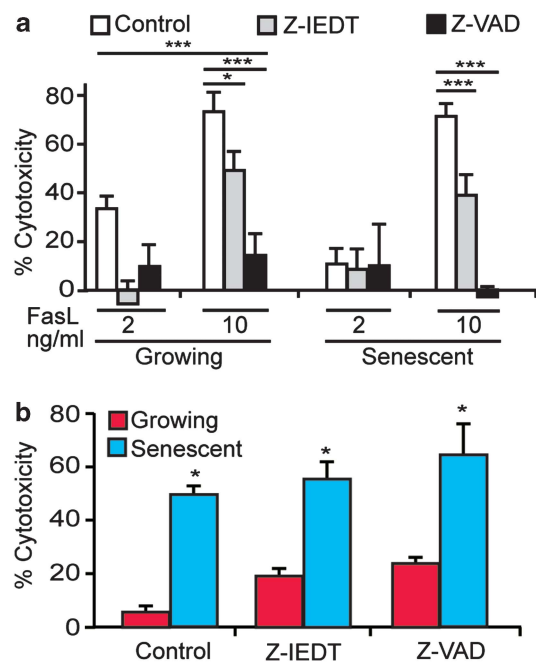 a
Control Z-IEDT Z-VAD
***
*** ***
* ***
80
60
40
20
0
% Cytotoxicity
FasL ng/ml
2 10 2 10
Growing Senescent
b
Growing
Senescent
80
60
40
20
0
% Cytotoxicity
* * *
Control Z-IEDT Z-VAD